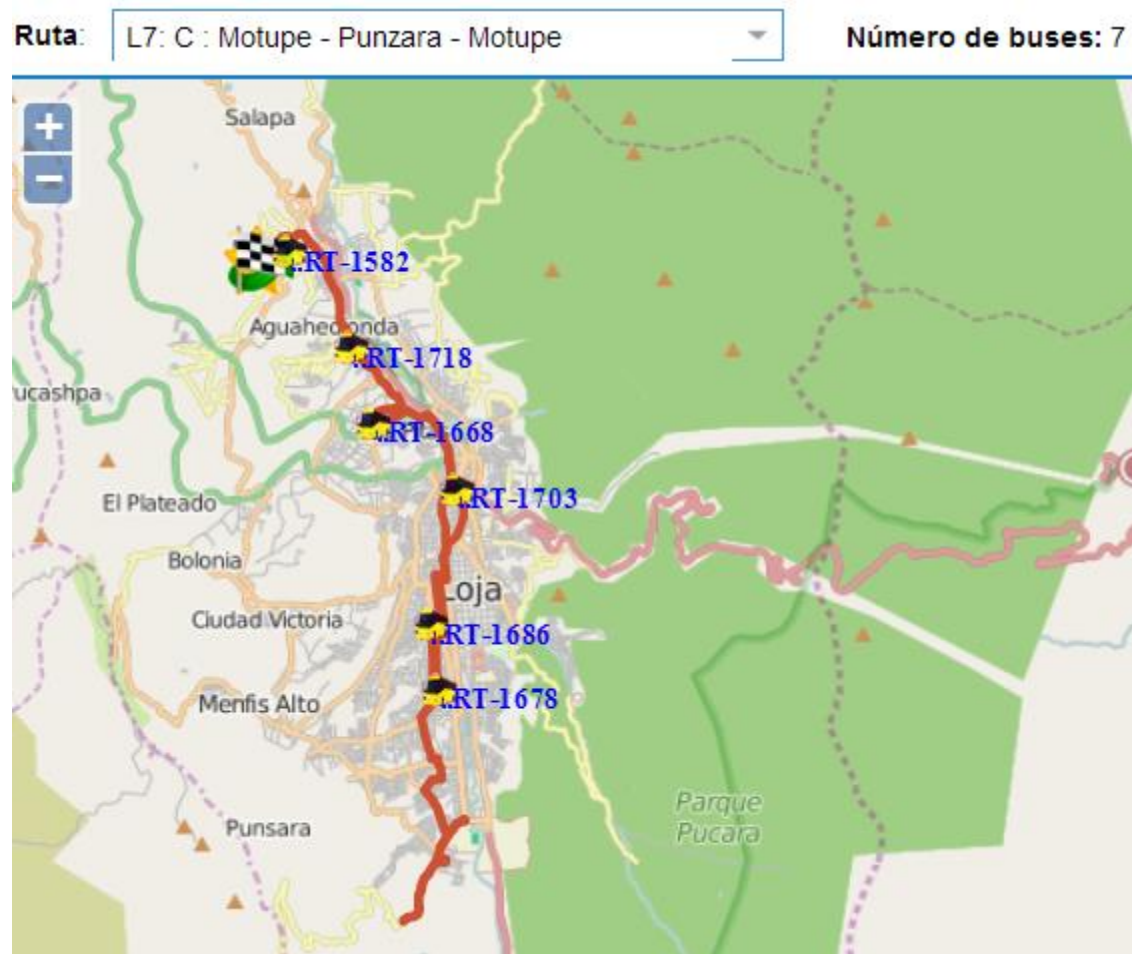 Ruta: L7: C : Motupe - Punzara - Motupe Número de buses: 7
+
−
Salapa
..RT-1582
Aguahedionda
..RT-1718
ucashpa
..RT-1668
El Plateado
..RT-1703
Bolonia
Loja
Ciudad Victoria
..RT-1686
Menfis Alto
..RT-1678
Parque
Pucara
Punsara